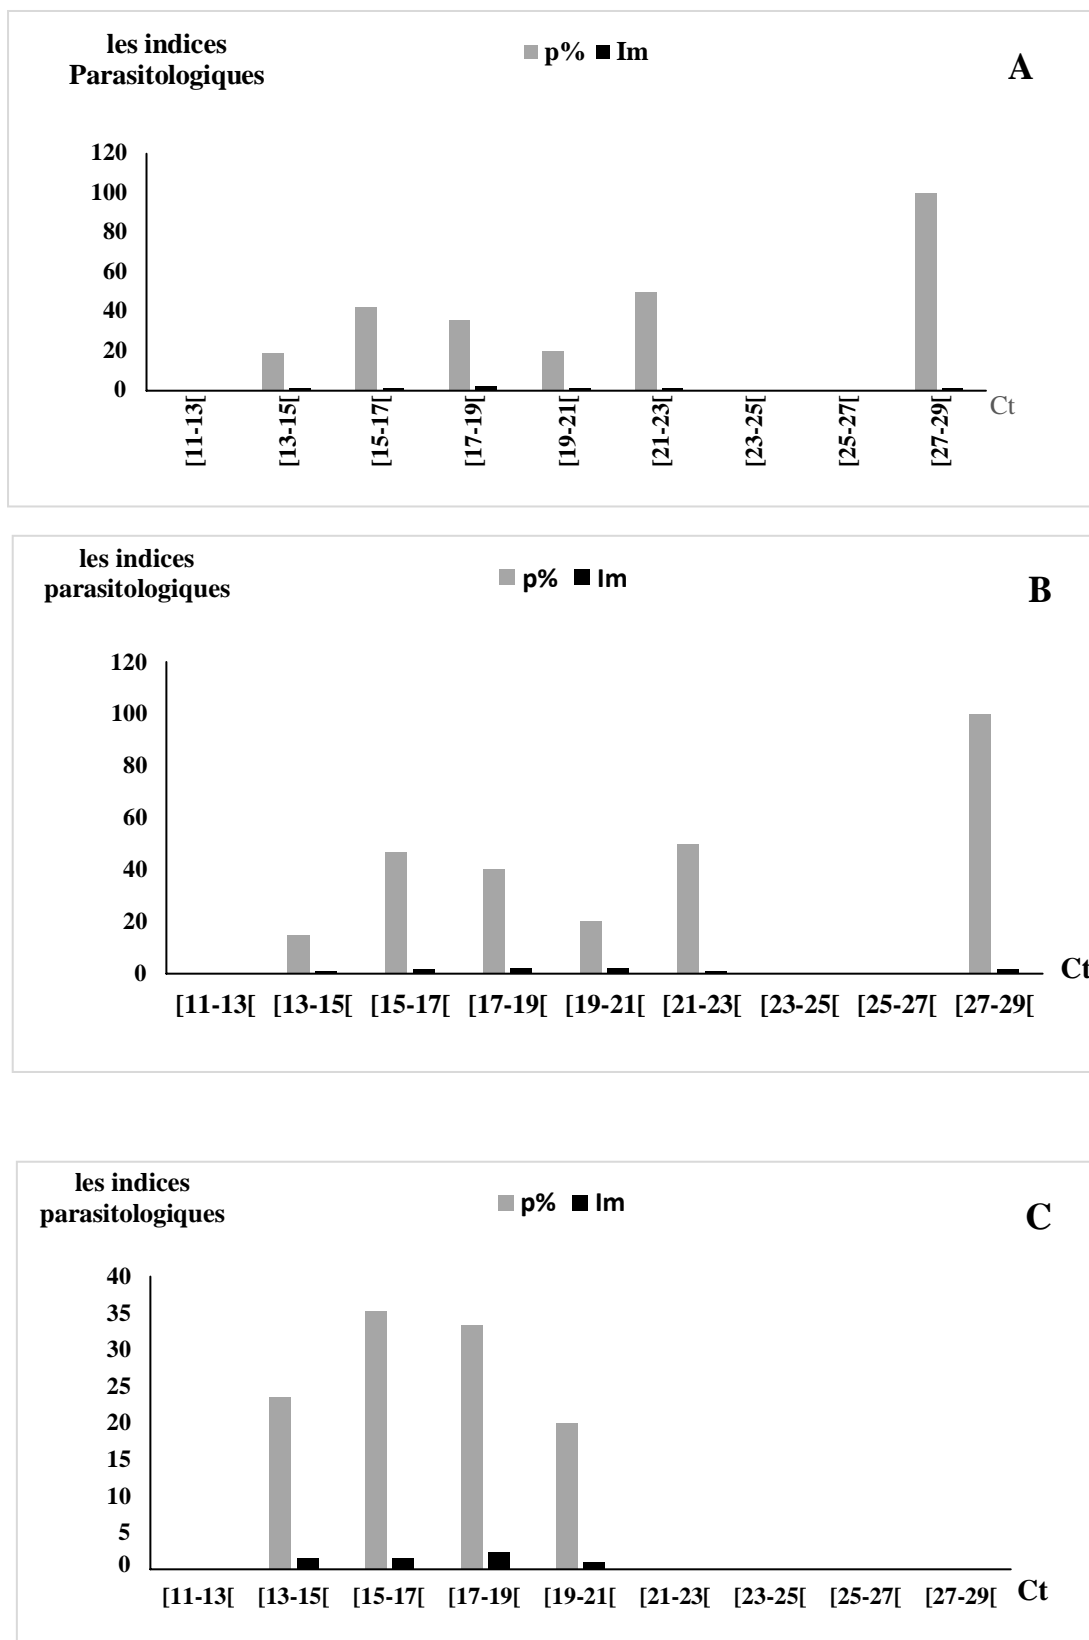 les indices
Parasitologiques
p% Im
A
120
100
80
60
40
20
0
[11-13[ [13-15[ [15-17[ [17-19[ [19-21[ [21-23[ [23-25[ [25-27[ [27-29[
Ct
les indices
parasitologiques
p% Im
B
120
100
80
60
40
20
0
Ct
[11-13[ [13-15[ [15-17[ [17-19[ [19-21[ [21-23[ [23-25[ [25-27[ [27-29[
les indices
parasitologiques
p% Im
C
40
35
30
25
20
15
10
5
0
[11-13[ [13-15[ [15-17[ [17-19[ [19-21[ [21-23[ [23-25[ [25-27[ [27-29[ Ct